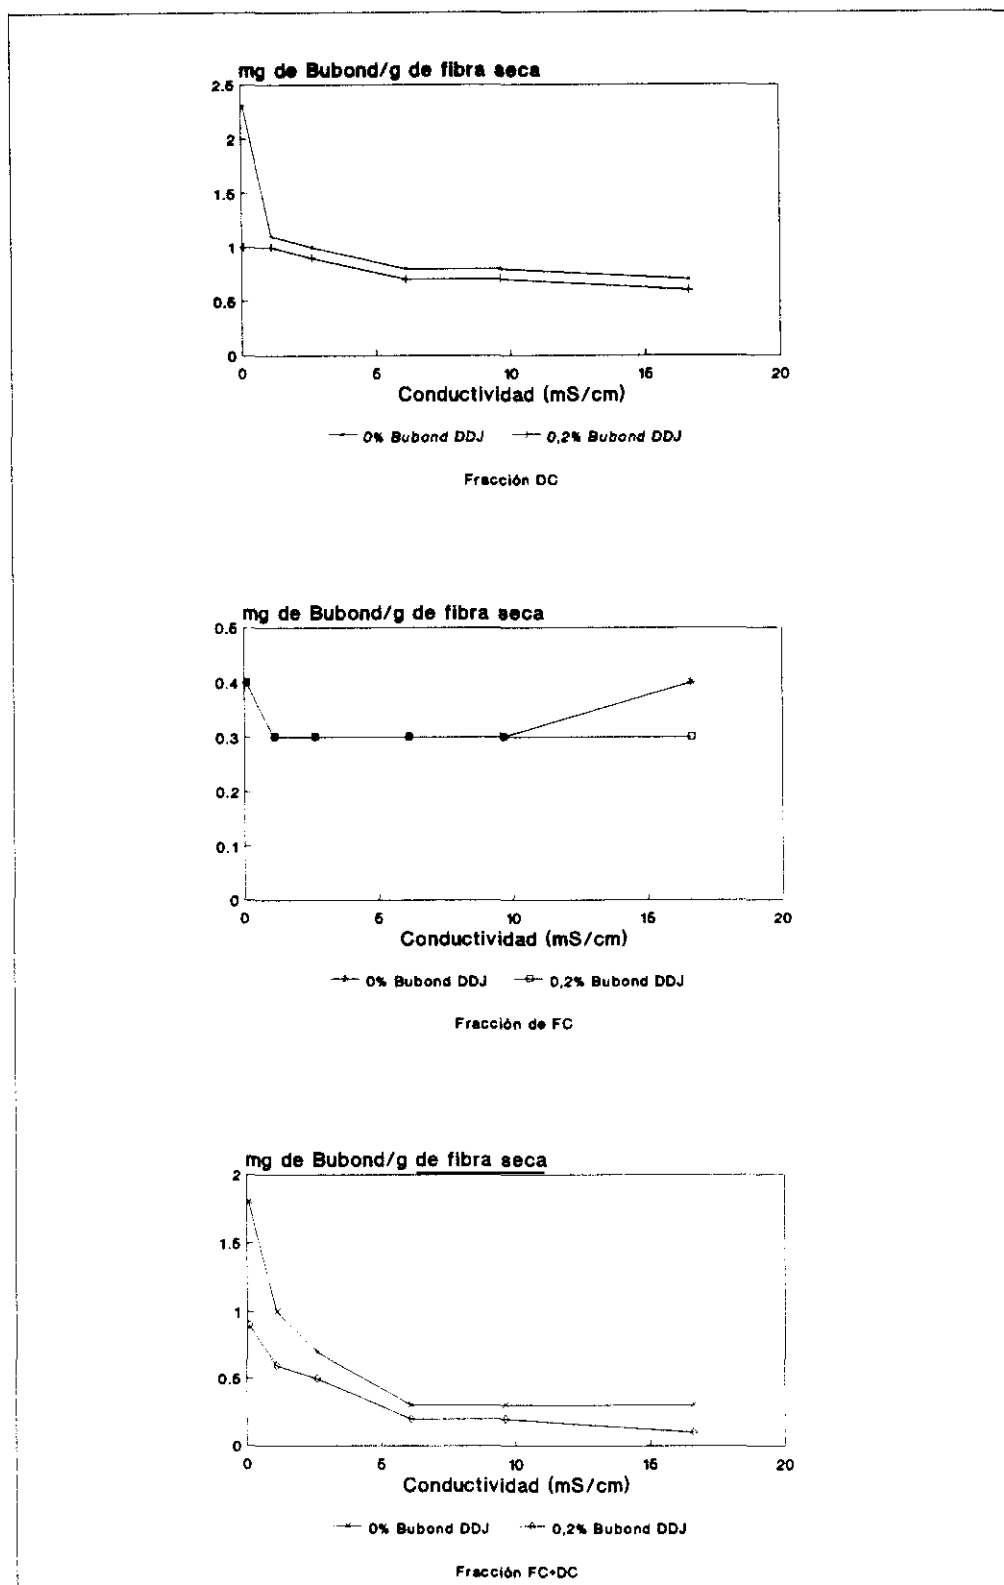 mg de Bubond/g de fibra seca
2.5
2
1.5
1
0.5
0
0 5 10 15 20
Conductividad (mS/cm)
0% Bubond DDJ 0,2% Bubond DDJ
Fracción DC
mg de Bubond/g de fibra seca
0.5
0.4
0.3
0.2
0.1
0
0 5 10 15 20
Conductividad (mS/cm)
0% Bubond DDJ 0,2% Bubond DDJ
Fracción de FC
mg de Bubond/g de fibra seca
2
1.5
1
0.5
0
0 5 10 15 20
Conductividad (mS/cm)
0% Bubond DDJ 0,2% Bubond DDJ
Fracción FC+DC